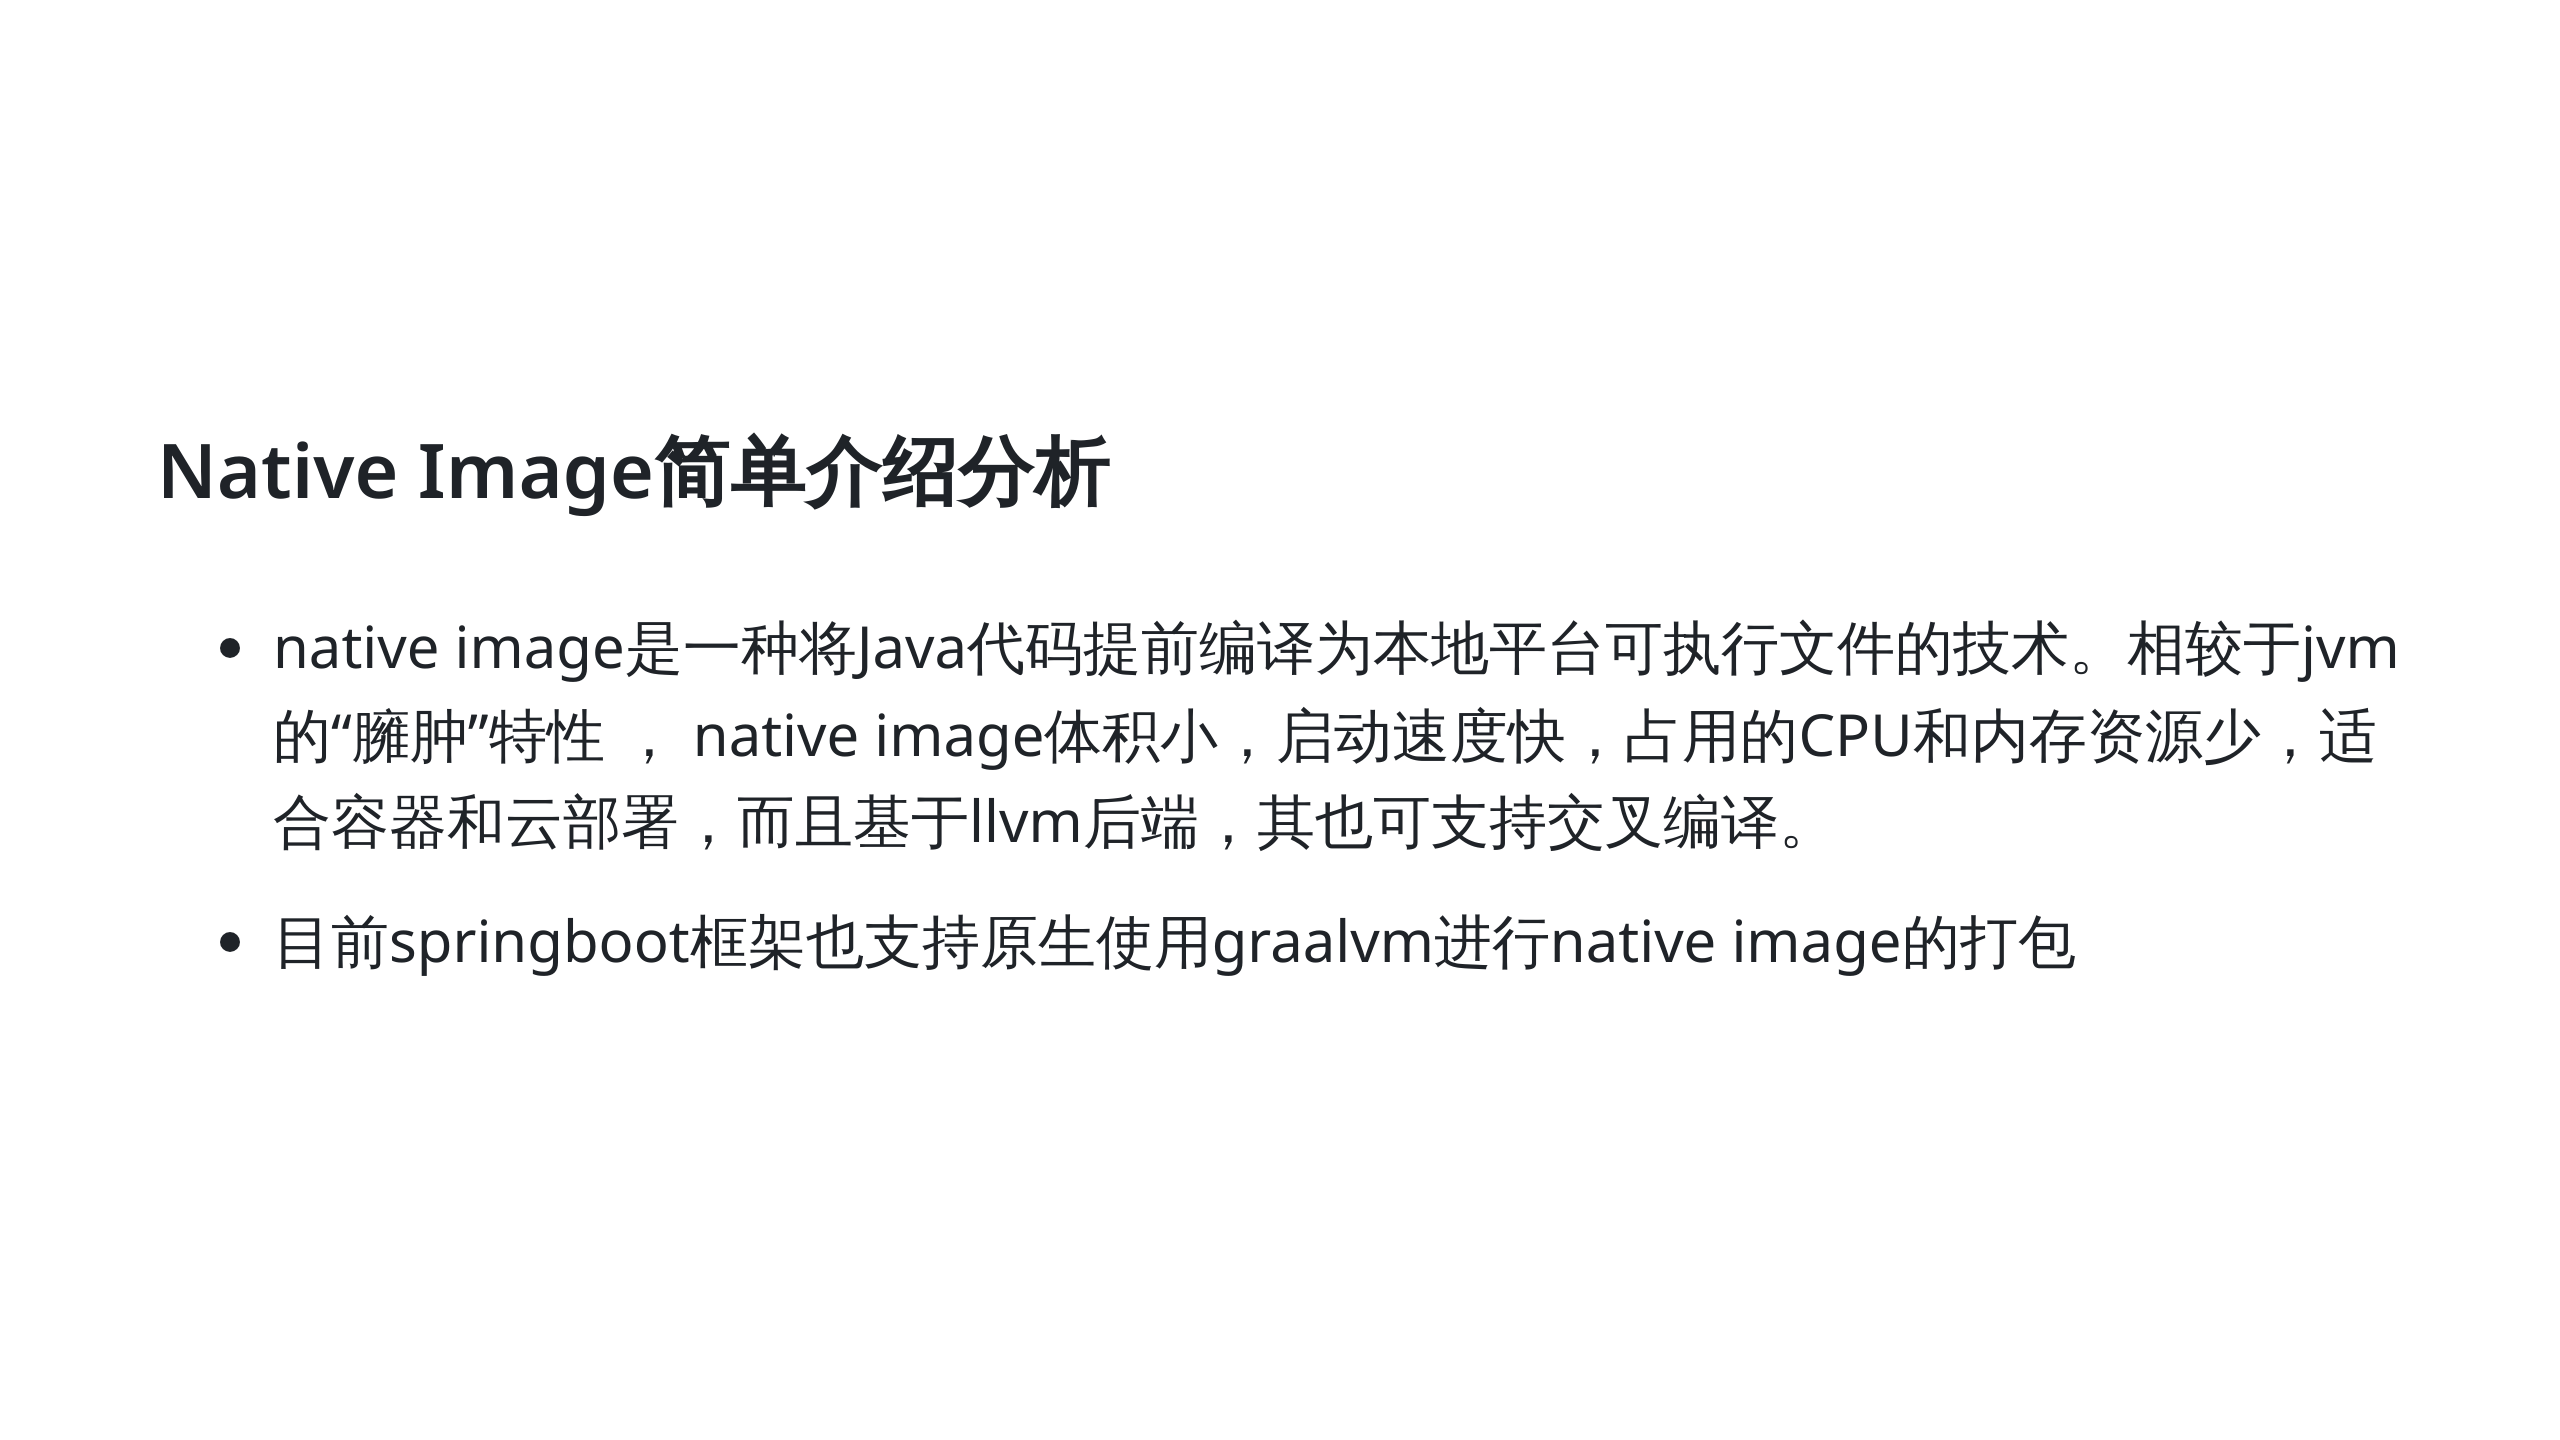 Native Image简单介绍分析
native image是一种将Java代码提前编译为本地平台可执行文件的技术。相较于jvm
的“臃肿”特性 ， native image体积小，启动速度快，占用的CPU和内存资源少，适
合容器和云部署，而且基于llvm后端，其也可支持交叉编译。
目前springboot框架也支持原生使用graalvm进行native image的打包